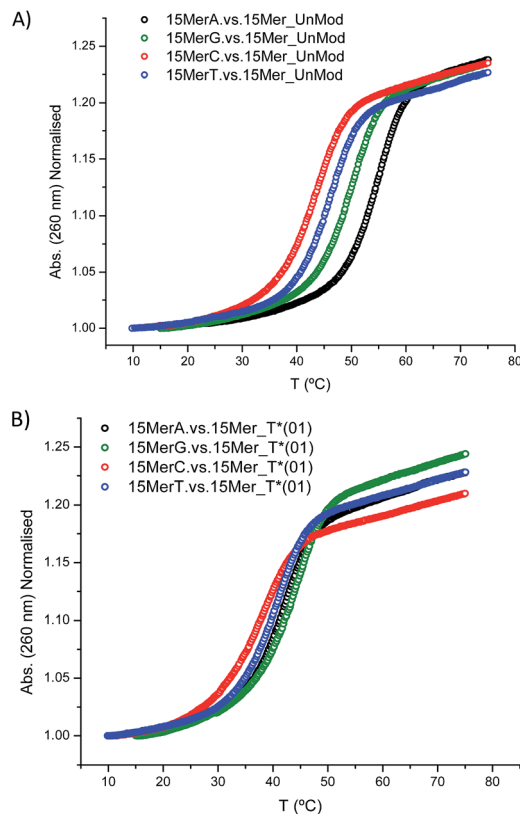 A)
15MerA.vs.15Mer_UnMod
15MerG.vs.15Mer_UnMod
15MerC.vs.15Mer_UnMod
15MerT.vs.15Mer_UnMod
Abs. (260 nm) Normalised
1.25
1.20
1.15
1.10
1.05
1.00
10 20 30 40 50 60 70 80
T (ºC)
B)
15MerA.vs.15Mer_T*(01)
15MerG.vs.15Mer_T*(01)
15MerC.vs.15Mer_T*(01)
15MerT.vs.15Mer_T*(01)
Abs. (260 nm) Normalised
1.25
1.20
1.15
1.10
1.05
1.00
10 20 30 40 50 60 70 80
T (ºC)